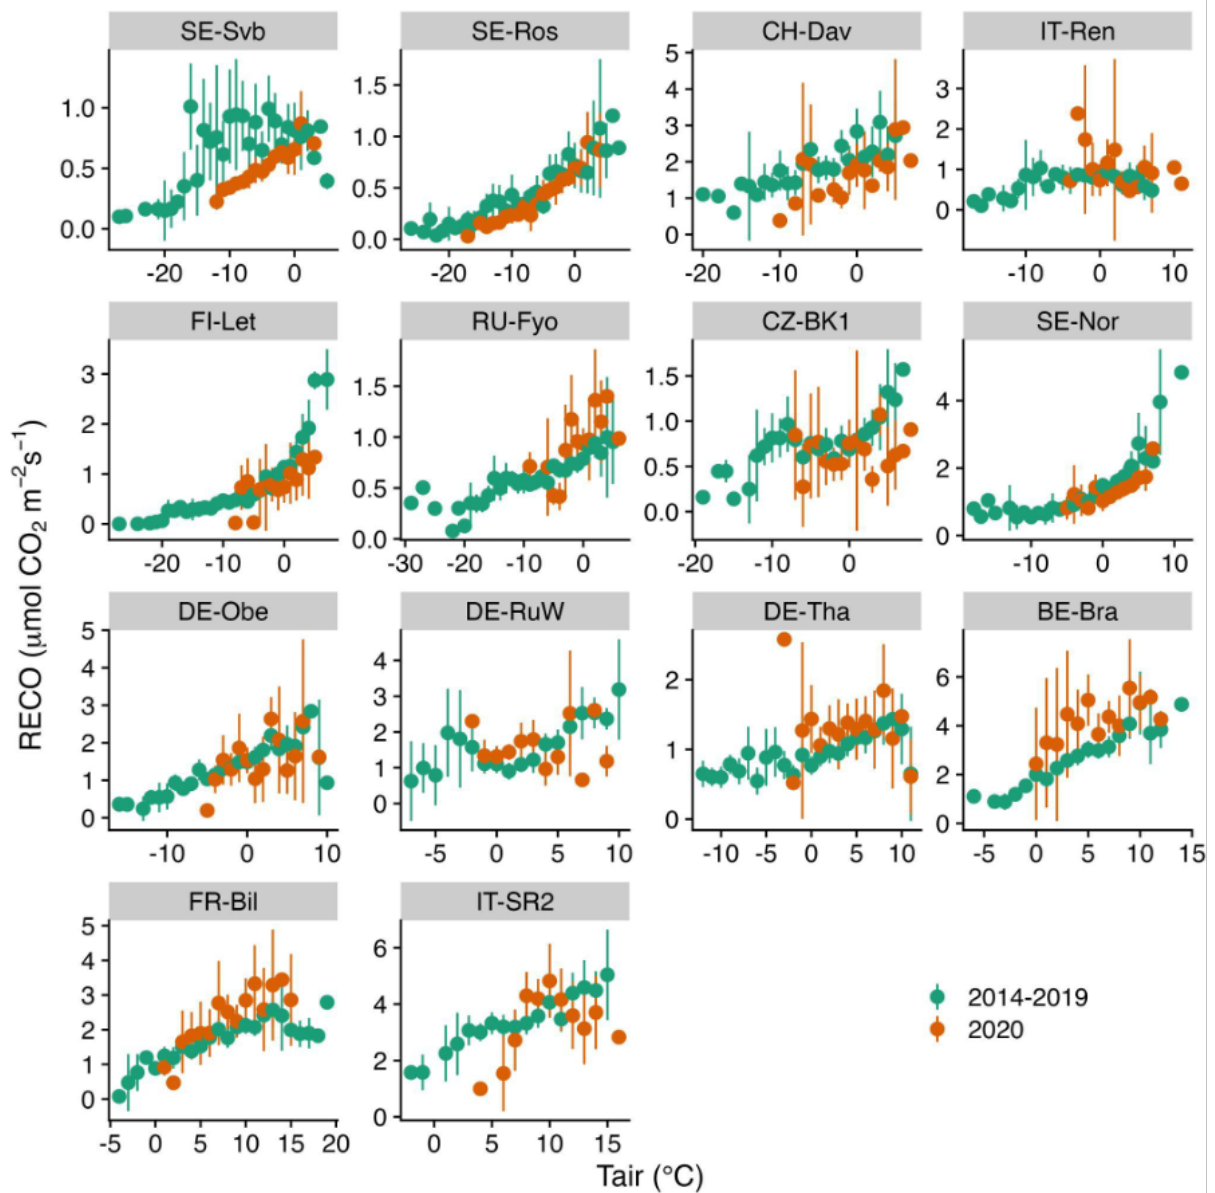 SE-Svb SE-Ros CH-Dav IT-Ren
1.0 0.5 0.0 1.5 1.0 0.5 0.0 5 4 3 2 1 0 3 2 1 0
-20 -10 0 -20 -10 0 -20 -10 0 -10 0 10
FI-Let RU-Fyo CZ-BK1 SE-Nor
3 2 1 0 1.5 1.0 0.5 0.0 1.5 1.0 0.5 0.0 4 2 0
-20 -10 0 -30 -20 -10 0 -20 -10 0 -10 0 10
DE-Obe DE-RuW DE-Tha BE-Bra
5 4 3 2 1 0 4 3 2 1 0 2 1 0 6 4 2 0
-10 0 10 -5 0 5 10 -10 -5 0 5 10 -5 0 5 10 15
FR-Bil IT-SR2
5 4 3 2 1 0 6 4 2 0
-5 0 5 10 15 20 0 5 10 15
RECO (μmol CO₂ m⁻²s⁻¹)
Tair (°C)
2014-2019
2020